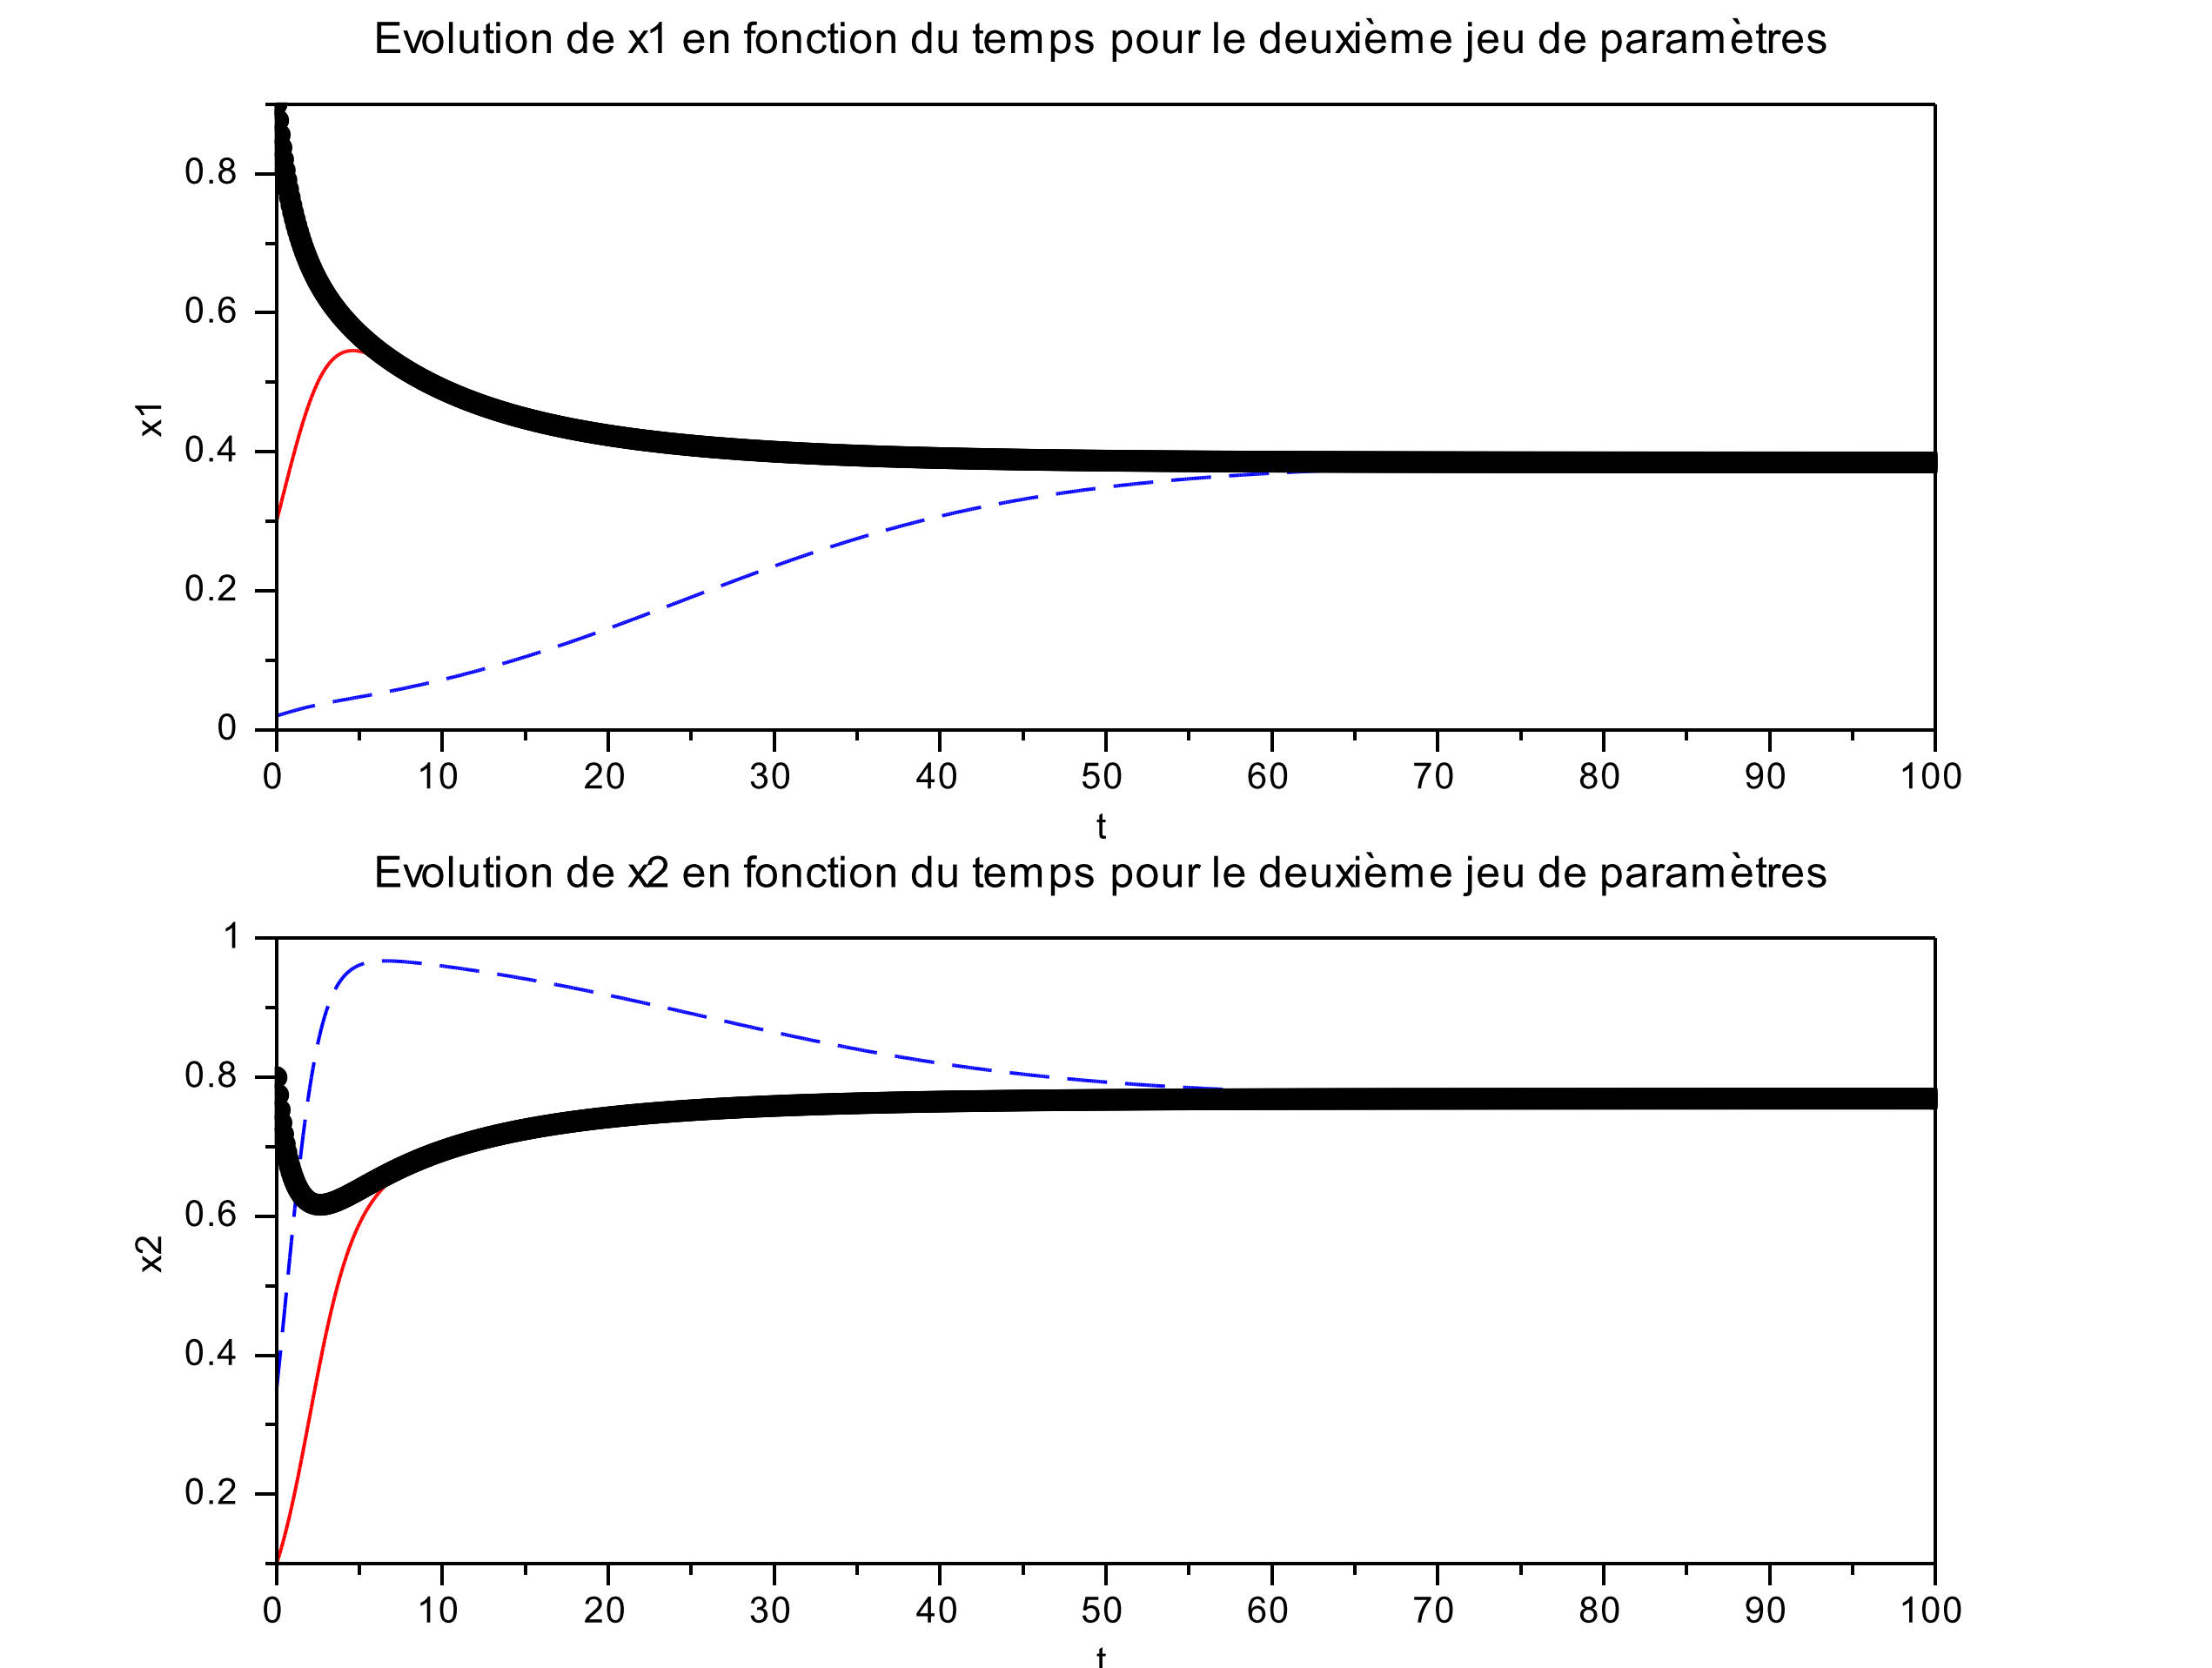 Evolution de x1 en fonction du temps pour le deuxième jeu de paramètres
0.8
0.6
x1
0.4
0.2
0
0 10 20 30 40 50 60 70 80 90 100
t
Evolution de x2 en fonction du temps pour le deuxième jeu de paramètres
1
0.8
0.6
x2
0.4
0.2
0 10 20 30 40 50 60 70 80 90 100
t